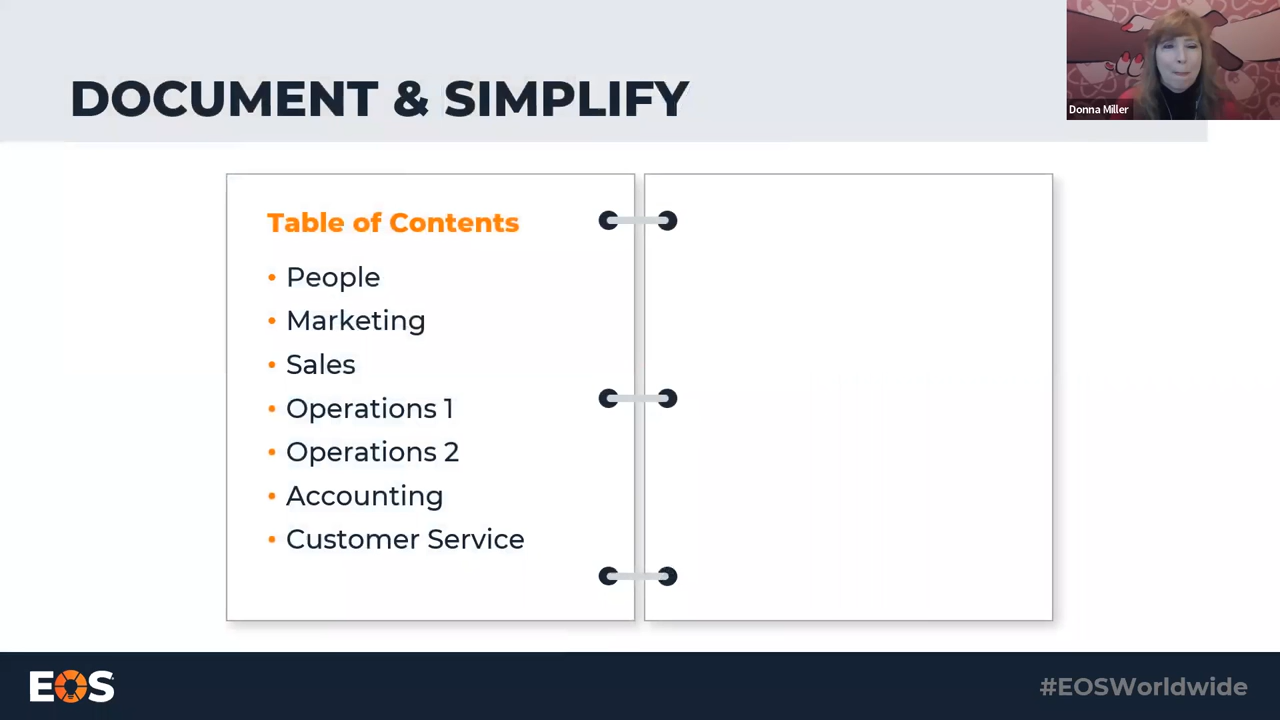 DOCUMENT & SIMPLIFY
Donna Miller
Table of Contents
• People
• Marketing
• Sales
• Operations 1
• Operations 2
• Accounting
• Customer Service
EOS
#EOSWorldwide